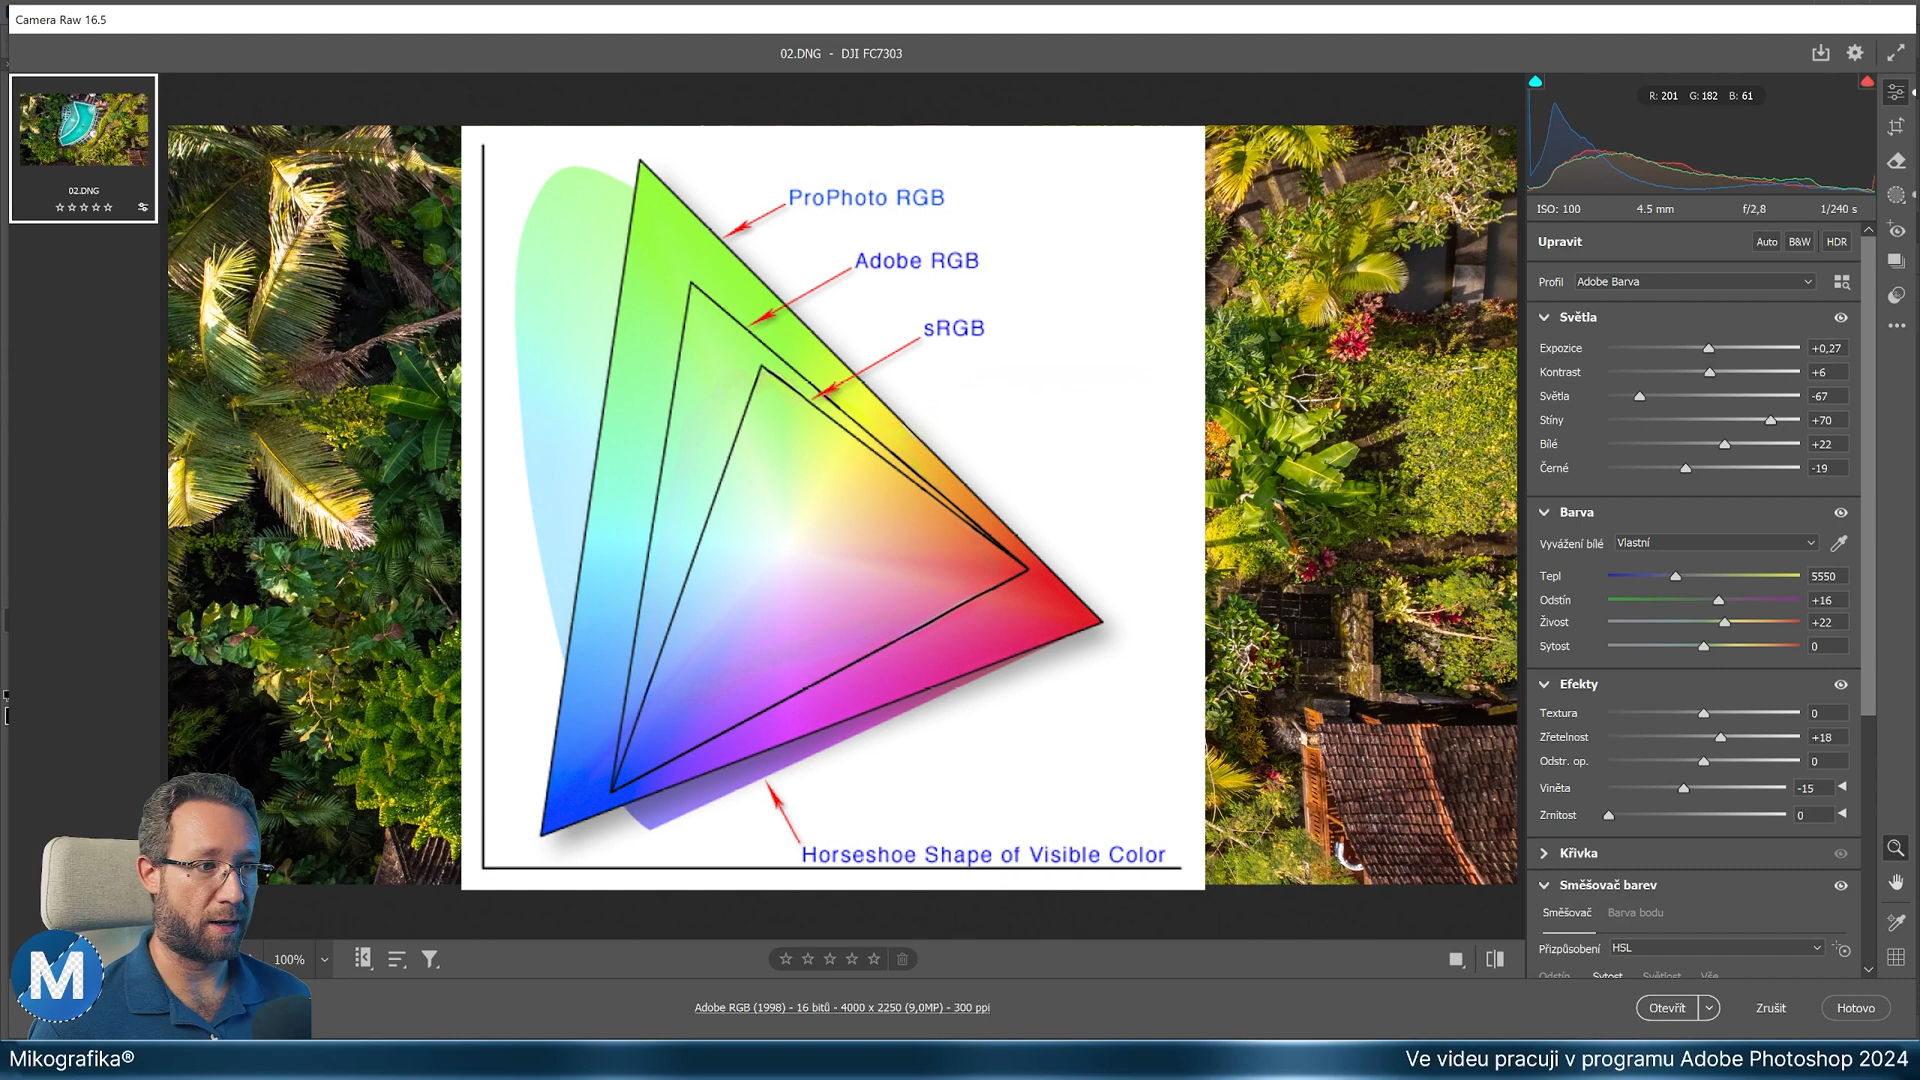 Camera Raw 16.5
02.DNG - DJI FC7303
02.DNG
R: 201 G: 182 B: 61
ISO: 100 4.5 mm f/2,8 1/240 s
Upravit Auto B&W HDR
Profil Adobe Barva
Světla
Expozice +0,27
Kontrast +6
Světla -67
Stíny +70
Bílé +22
Černé -19
Barva
Vyvážení bílé Vlastní
Tepl 5550
Odstín +16
Živost +22
Sytost 0
Efekty
Textura 0
Zřetelnost +18
Odstr. op. 0
Viněta -15
Zrnitost 0
Křivka
Směšovač barev
Směšovač Barva bodu
Přizpůsobení HSL
Odstín Sytost Světlost Vše
ProPhoto RGB
Adobe RGB
sRGB
Horseshoe Shape of Visible Color
100%
Adobe RGB (1998) - 16 bitů - 4000 x 2250 (9,0MP) - 300 ppi
Otevřít Zrušit Hotovo
M
Mikografika®
Ve videu pracuji v programu Adobe Photoshop 2024